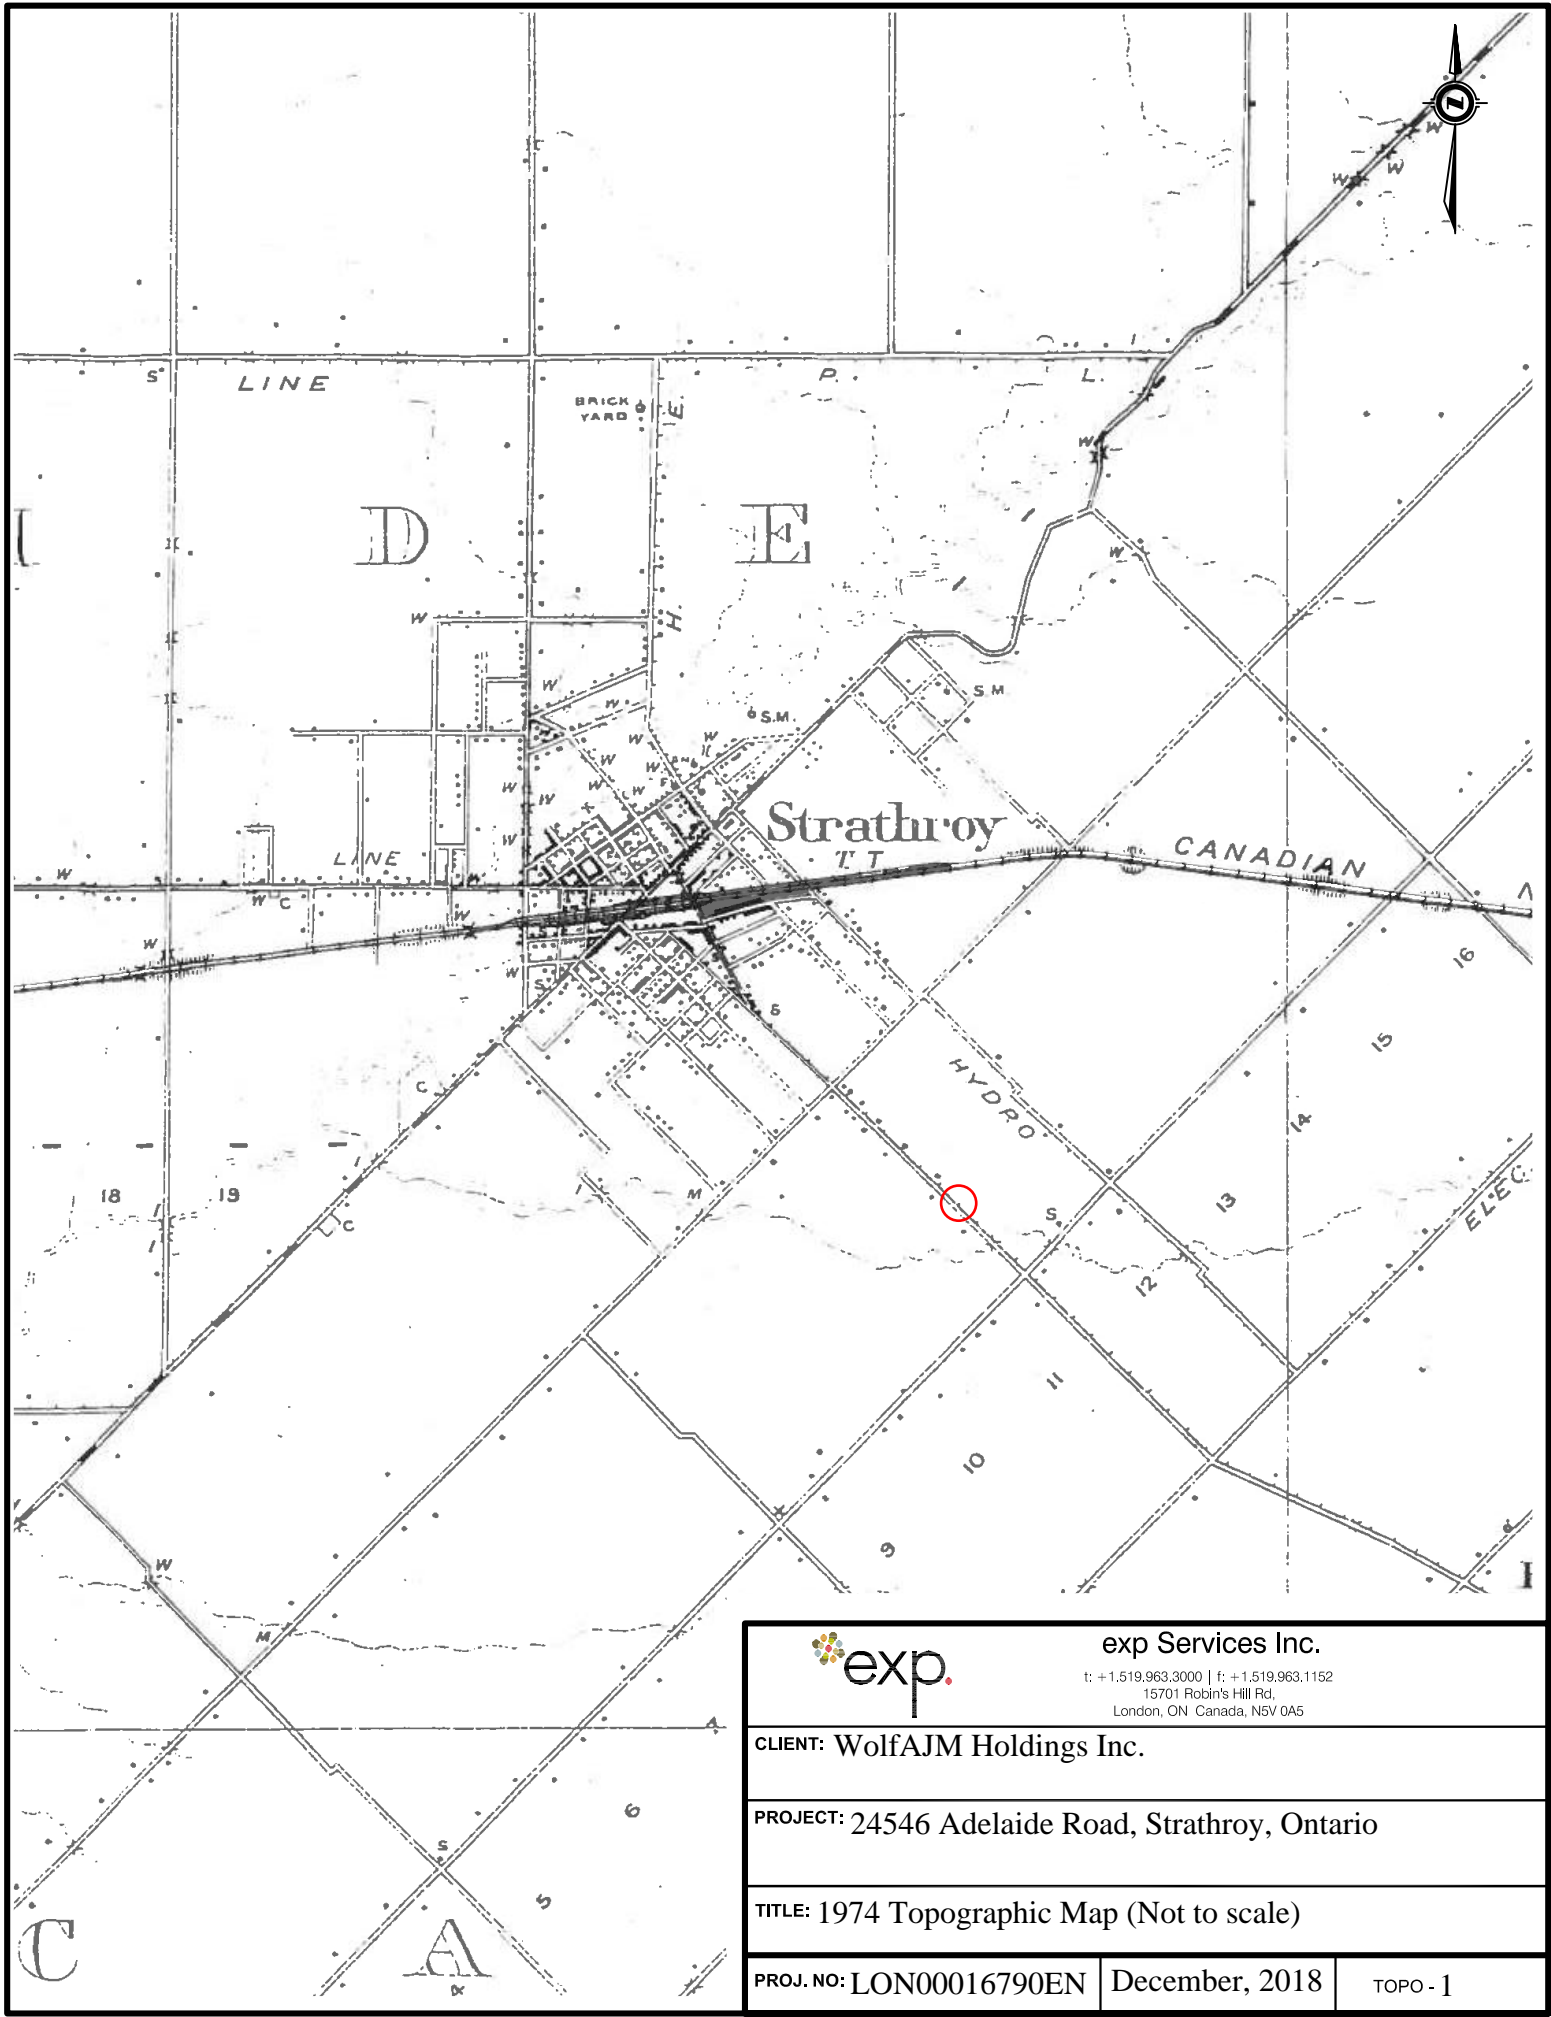 N
W
W
W
S
LINE
P.
L.
I
BRICK
YARD
E.
W
I
D
E
W
W
H.
W
S.M.
S.M.
W
W
W
W
W
W
W
W
W
Strathroy
T T
LINE
CANADIAN
N
W
W
C
W
W
W
S
S
16
15
C
HYDRO
14
18
19
I
I
I
C
I
M
S
13
ELEC.
12
11
10
9
W
M
A
6
S
5
4
C
A
exp.
exp Services Inc.
t: +1.519.963.3000 | f: +1.519.963.1152
15701 Robin's Hill Rd,
London, ON Canada, N5V 0A5
CLIENT: WolfAJM Holdings Inc.
PROJECT: 24546 Adelaide Road, Strathroy, Ontario
TITLE: 1974 Topographic Map (Not to scale)
PROJ. NO: LON00016790EN December, 2018 TOPO - 1